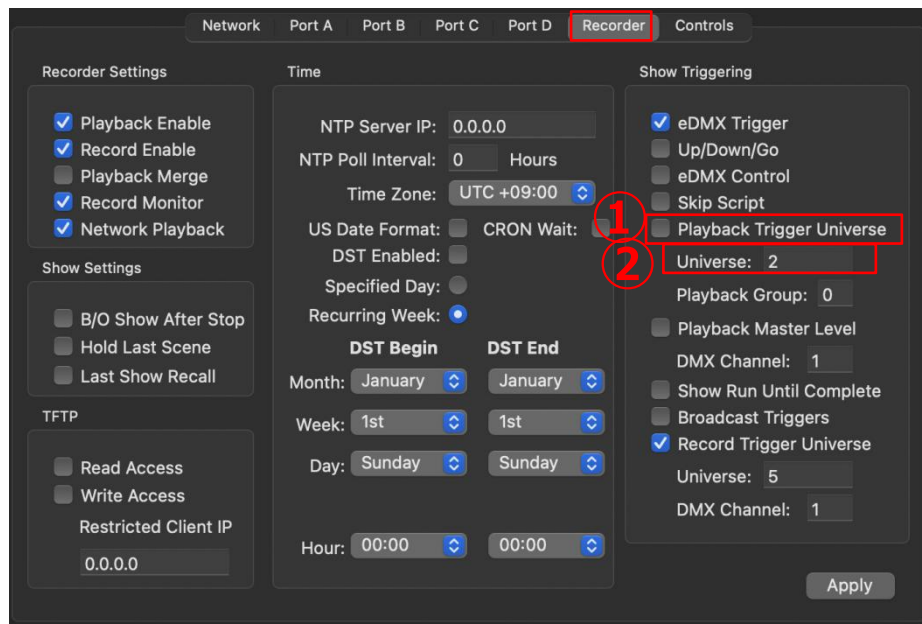 Network Port A Port B Port C Port D Recorder Controls
Recorder Settings
Playback Enable
Record Enable
Playback Merge
Record Monitor
Network Playback
Show Settings
B/O Show After Stop
Hold Last Scene
Last Show Recall
TFTP
Read Access
Write Access
Restricted Client IP
0.0.0.0
Time
NTP Server IP: 0.0.0.0
NTP Poll Interval: 0 Hours
Time Zone: UTC +09:00
US Date Format: CRON Wait:
DST Enabled:
Specified Day:
Recurring Week:
DST Begin DST End
Month: January January
Week: 1st 1st
Day: Sunday Sunday
Hour: 00:00 00:00
Show Triggering
eDMX Trigger
Up/Down/Go
eDMX Control
Skip Script
① Playback Trigger Universe
② Universe: 2
Playback Group: 0
Playback Master Level
DMX Channel: 1
Show Run Until Complete
Broadcast Triggers
Record Trigger Universe
Universe: 5
DMX Channel: 1
Apply